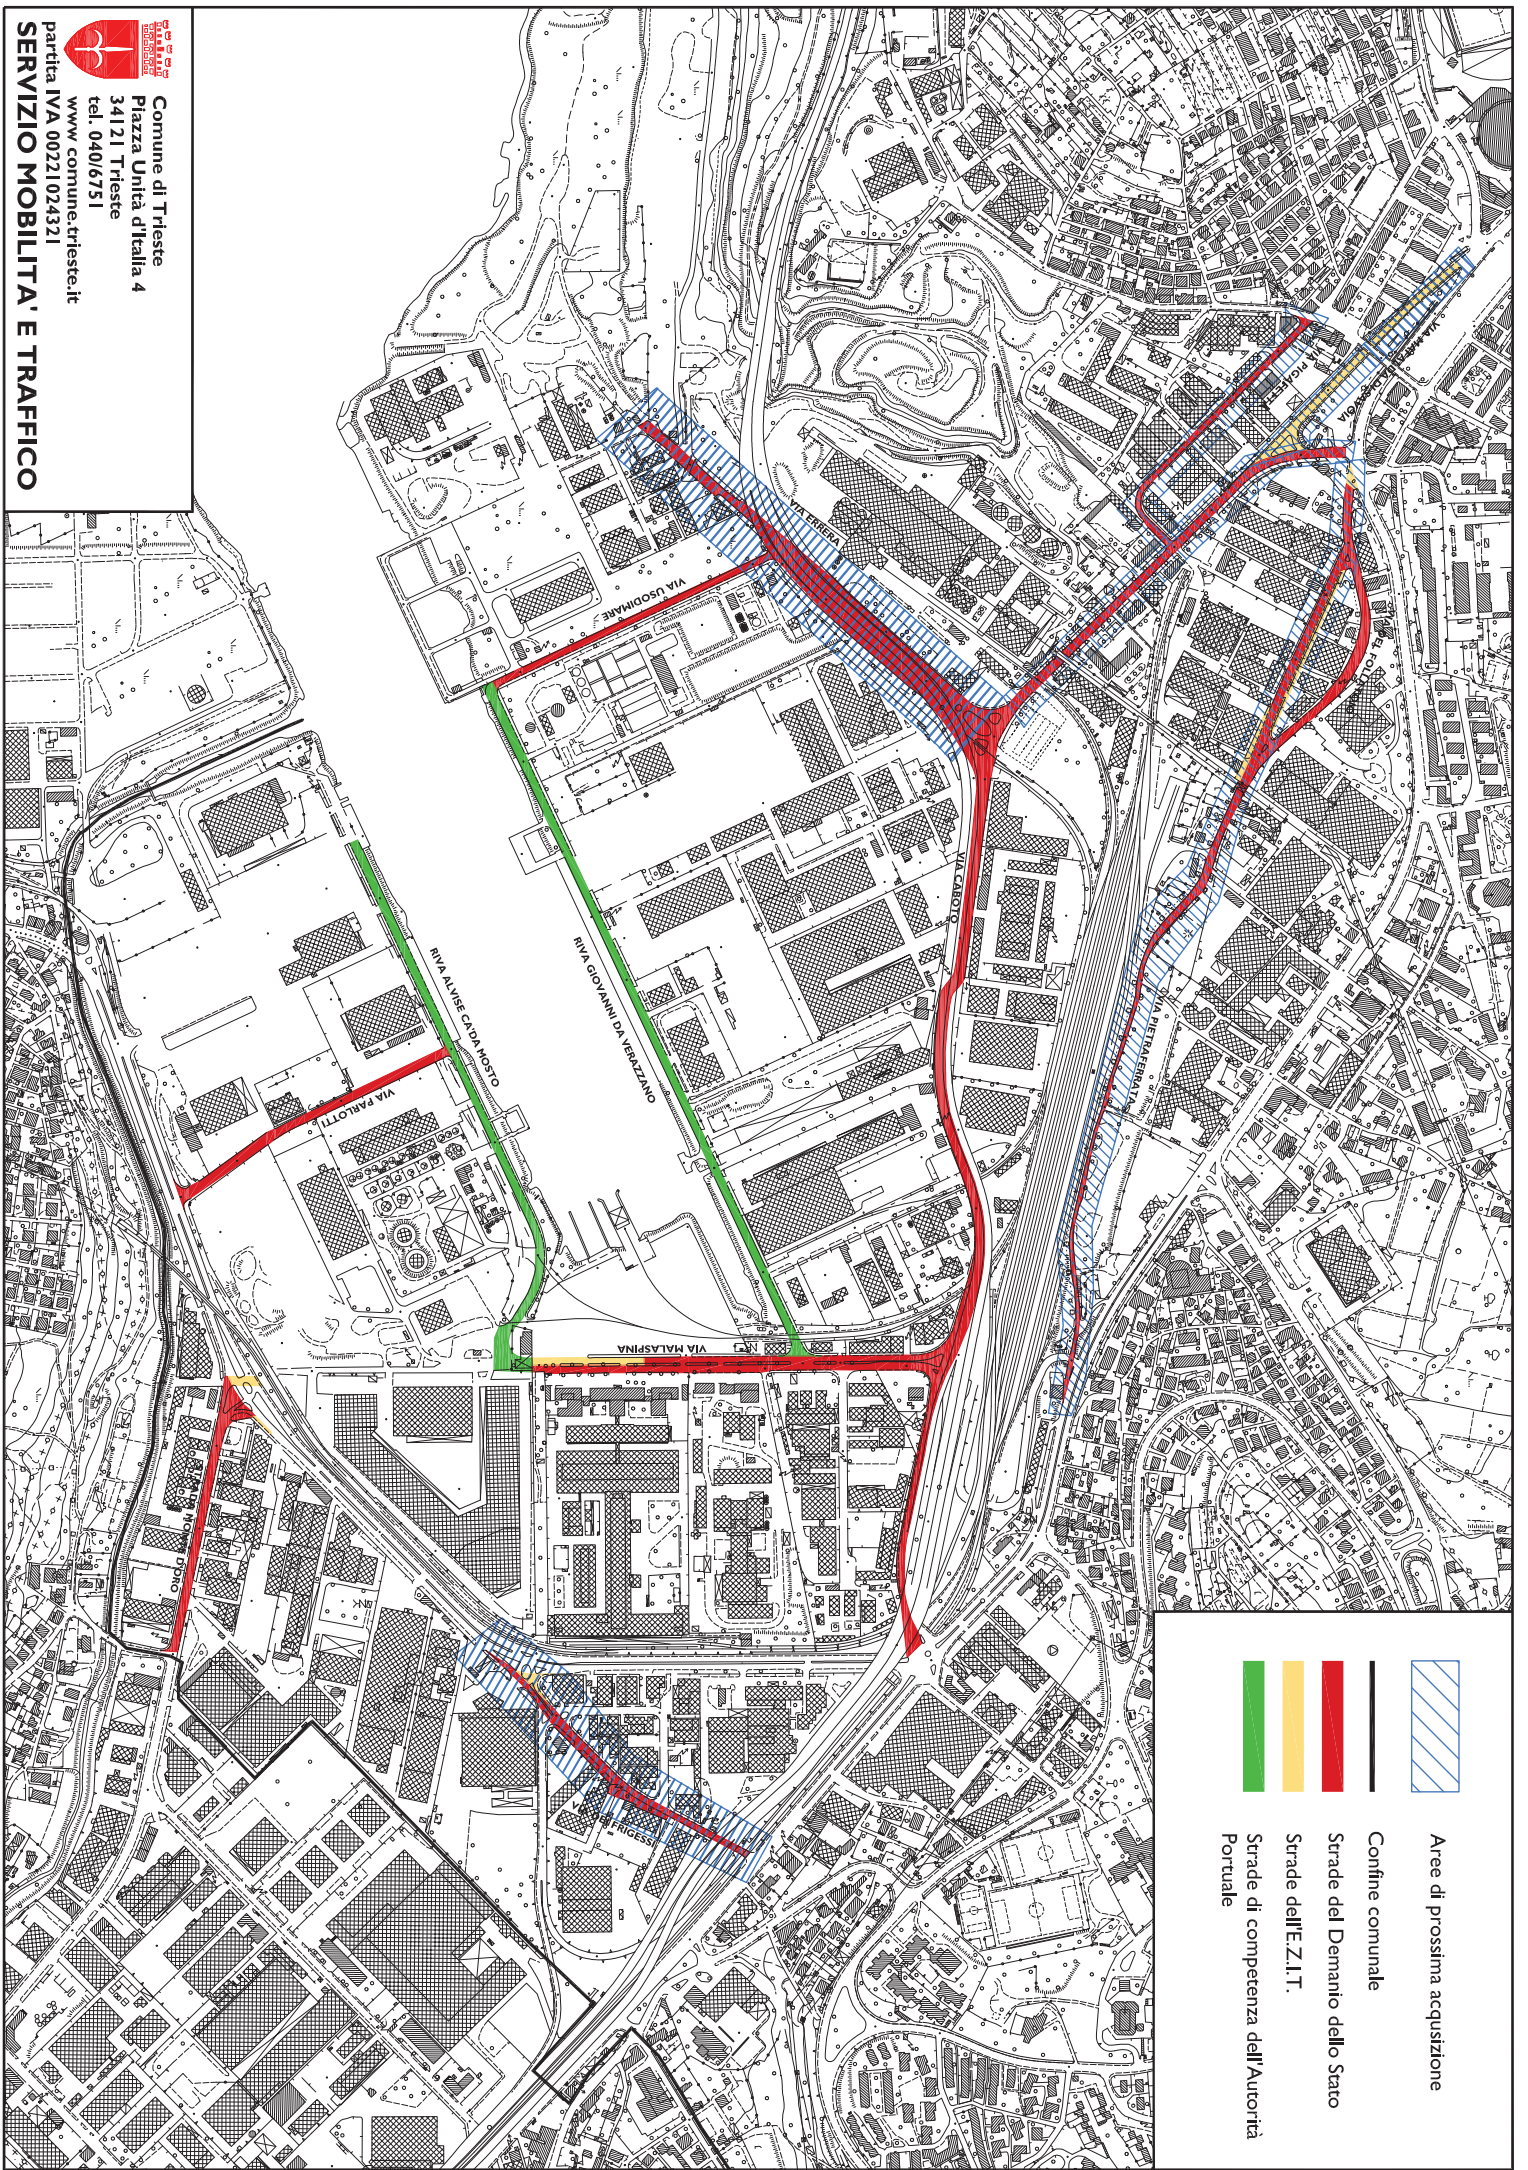 Comune di Trieste
Piazza Unità d'Italia 4
34121 Trieste
tel. 040/6751
www.comune.trieste.it
partita IVA 00221024321
SERVIZIO MOBILITA' E TRAFFICO
Aree di prossima acqusizione
Confine comunale
Strade del Demanio dello Stato
Strade dell'E.Z.I.T.
Strade di competenza dell'Autorità
Portuale
VIA ERRERA
VIA USODIMARE
VIA CABOTO
VIA PIETRAFERRATA
RIVA GIOVANNI DA VERAZZANO
RIVA ALVISE CA'DA MOSTO
VIA PARLOTTI
VIA MALASPINA